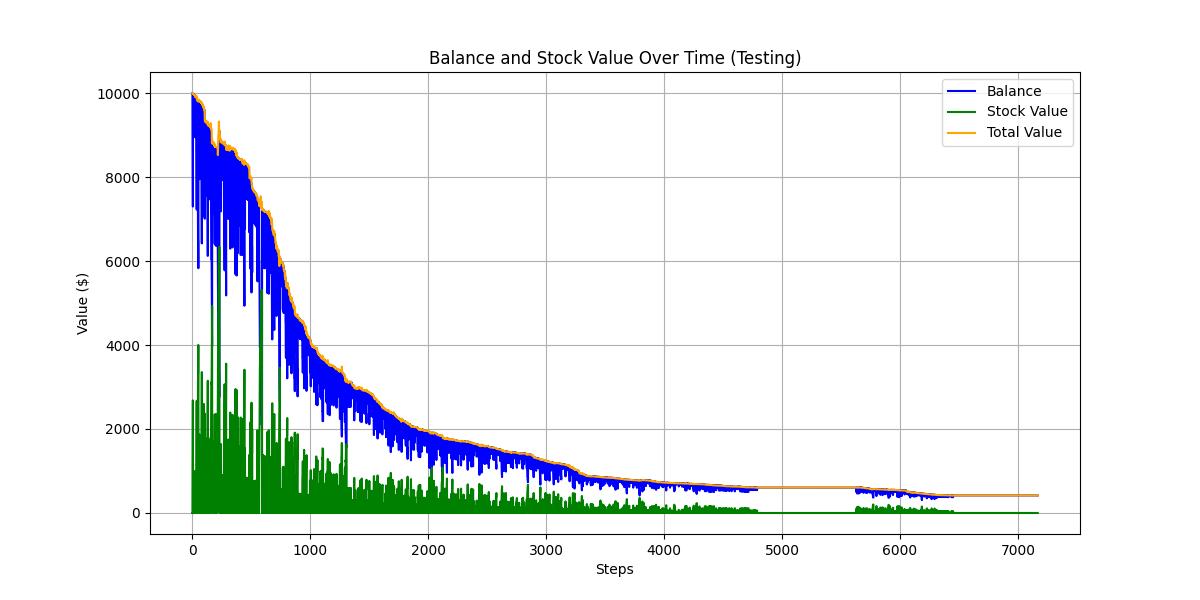 Balance and Stock Value Over Time (Testing)
Value ($)
10000
8000
6000
4000
2000
0
Balance
Stock Value
Total Value
0 1000 2000 3000 4000 5000 6000 7000
Steps